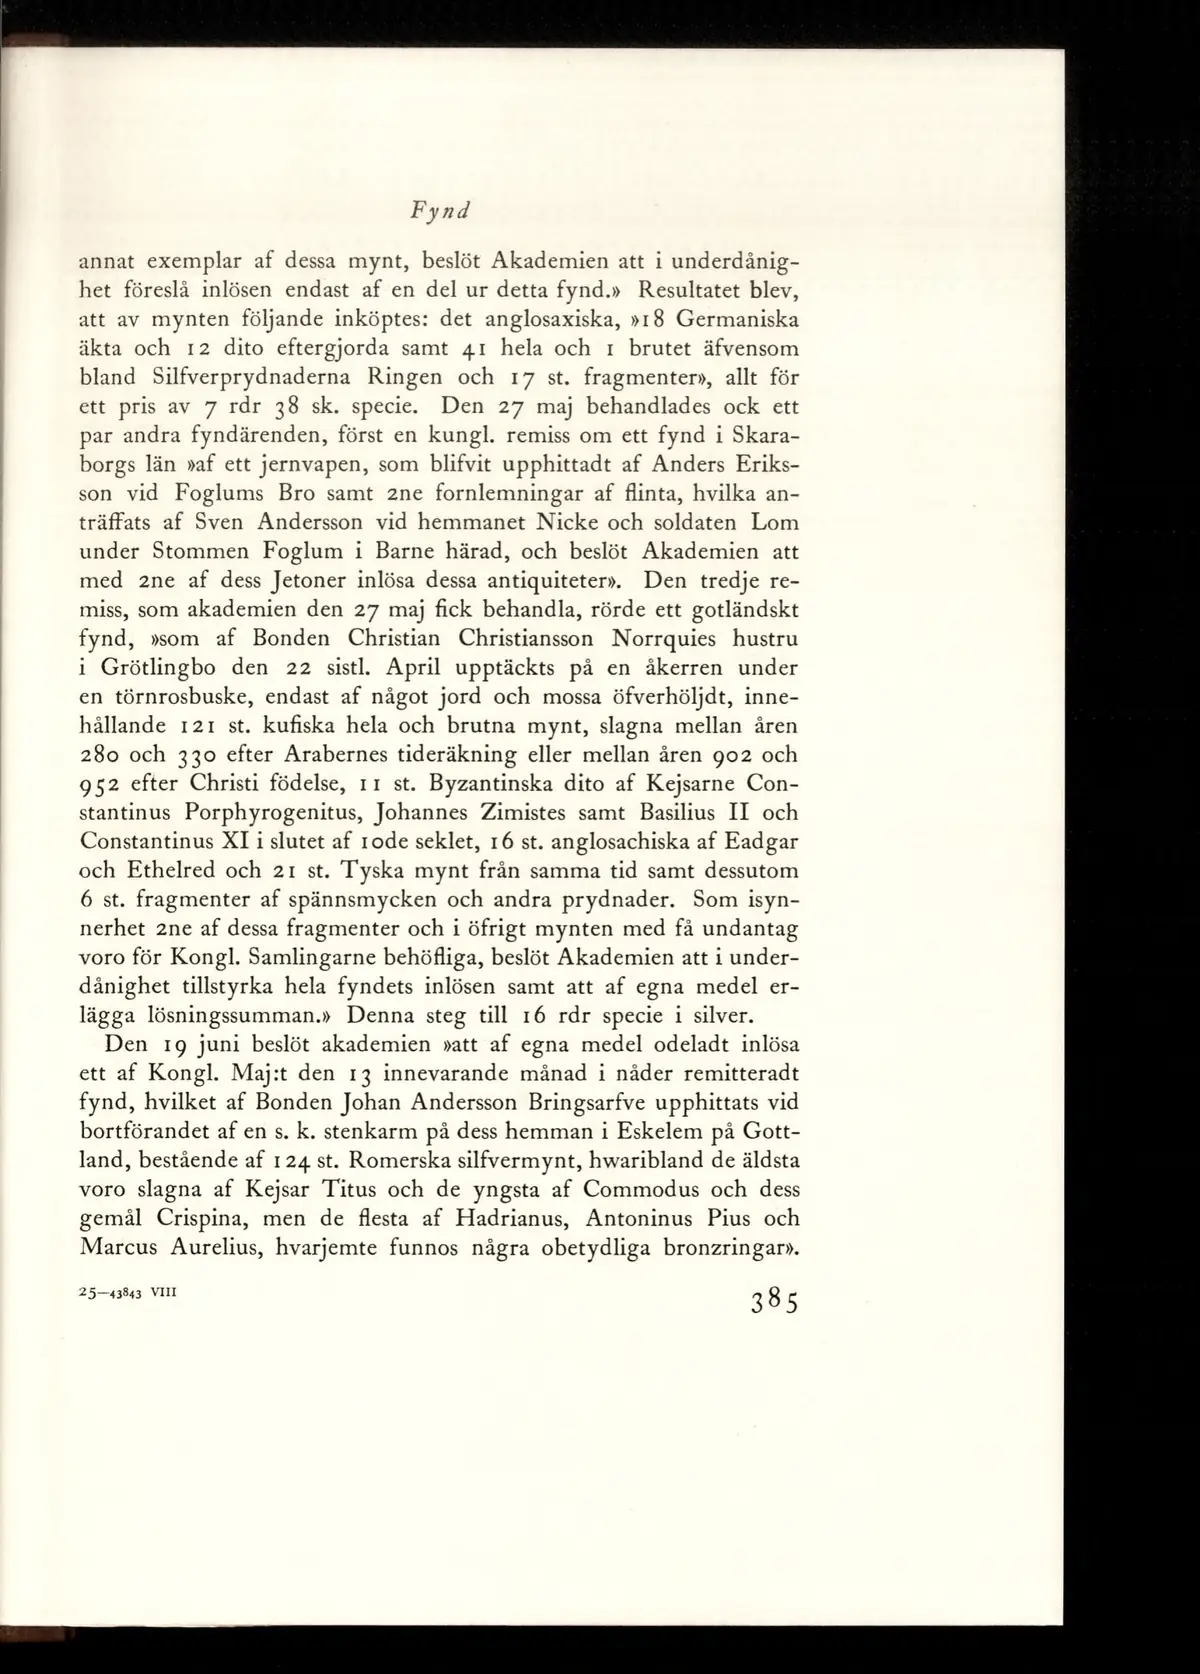 Fynd
annat exemplar af dessa mynt, beslöt Akademien att i underdånig-
het föreslå inlösen endast af en del ur detta fynd.» Resultatet blev,
att av mynten följande inköptes: det anglosaxiska, »18 Germaniska
äkta och 12 dito eftergjorda samt 41 hela och 1 brutet äfvensom
bland Silfverprydnaderna Ringen och 17 st. fragmenter», allt för
ett pris av 7 rdr 38 sk. specie. Den 27 maj behandlades ock ett
par andra fyndärenden, först en kungl. remiss om ett fynd i Skara-
borgs län »af ett jernvapen, som blifvit upphittadt af Anders Eriks-
son vid Foglums Bro samt 2ne fornlemningar af flinta, hvilka an-
träffats af Sven Andersson vid hemmanet Nicke och soldaten Lom
under Stommen Foglum i Barne härad, och beslöt Akademien att
med 2ne af dess Jetoner inlösa dessa antiquiteter». Den tredje re-
miss, som akademien den 27 maj fick behandla, rörde ett gotländskt
fynd, »som af Bonden Christian Christiansson Norrquies hustru
i Grötlingbo den 22 sistl. April upptäckts på en åkerren under
en törnrosbuske, endast af något jord och mossa öfverhöljdt, inne-
hållande 121 st. kufiska hela och brutna mynt, slagna mellan åren
280 och 330 efter Arabernes tideräkning eller mellan åren 902 och
952 efter Christi födelse, 11 st. Byzantinska dito af Kejsarne Con-
stantinus Porphyrogenitus, Johannes Zimistes samt Basilius II och
Constantinus XI i slutet af 10de seklet, 16 st. anglosachiska af Eadgar
och Ethelred och 21 st. Tyska mynt från samma tid samt dessutom
6 st. fragmenter af spännsmycken och andra prydnader. Som isyn-
nerhet 2ne af dessa fragmenter och i öfrigt mynten med få undantag
voro för Kongl. Samlingarne behöfliga, beslöt Akademien att i under-
dånighet tillstyrka hela fyndets inlösen samt att af egna medel er-
lägga lösningssumman.» Denna steg till 16 rdr specie i silver.
Den 19 juni beslöt akademien »att af egna medel odeladt inlösa
ett af Kongl. Maj:t den 13 innevarande månad i nåder remitteradt
fynd, hvilket af Bonden Johan Andersson Bringsarfve upphittats vid
bortförandet af en s. k. stenkarm på dess hemman i Eskelem på Gott-
land, bestående af 124 st. Romerska silfvermynt, hwaribland de äldsta
voro slagna af Kejsar Titus och de yngsta af Commodus och dess
gemål Crispina, men de flesta af Hadrianus, Antoninus Pius och
Marcus Aurelius, hvarjemte funnos några obetydliga bronzringar».
25—43843 VIII
385